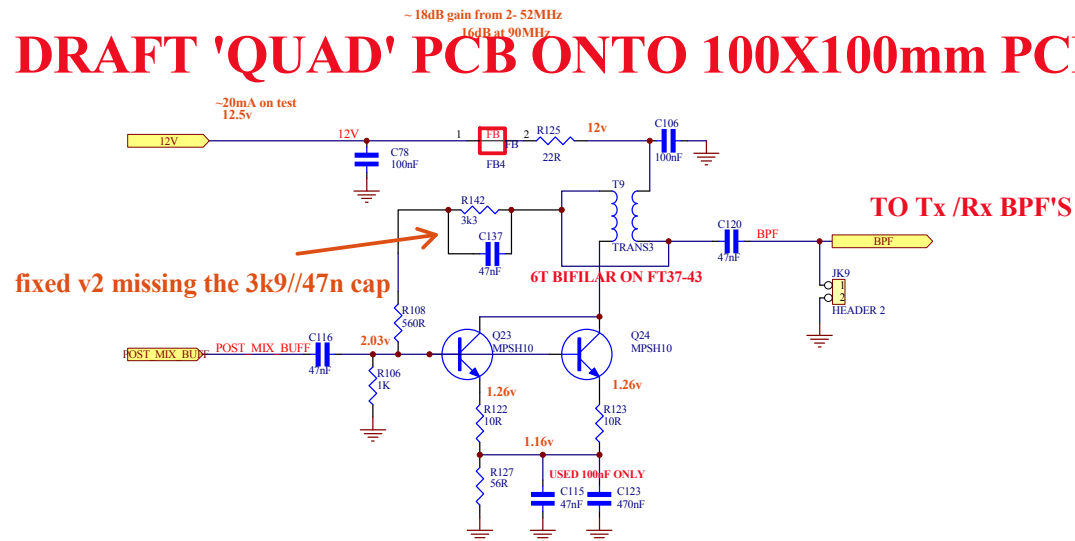 ~ 18dB gain from 2- 52MHz
16dB at 90MHz
DRAFT 'QUAD' PCB ONTO 100X100mm PC
~20mA on test
12.5v
12V
12V
1
FB
FB
2
FB4
R125
22R
12v
C106
100nF
C78
100nF
R142
3k3
C137
47nF
T9
TRANS3
TO Tx /Rx BPF'S
C120
47nF
BPF
BPF
6T BIFILAR ON FT37-43
fixed v2 missing the 3k9//47n cap
JK9
1
2
HEADER 2
R108
560R
POST_MIX_BUFF
POST_MIX_BUFF
C116
47nF
2.03v
R106
1K
Q23
MPSH10
Q24
MPSH10
1.26v
1.26v
R122
10R
R123
10R
1.16v
R127
56R
USED 100nF ONLY
C115
47nF
C123
470nF